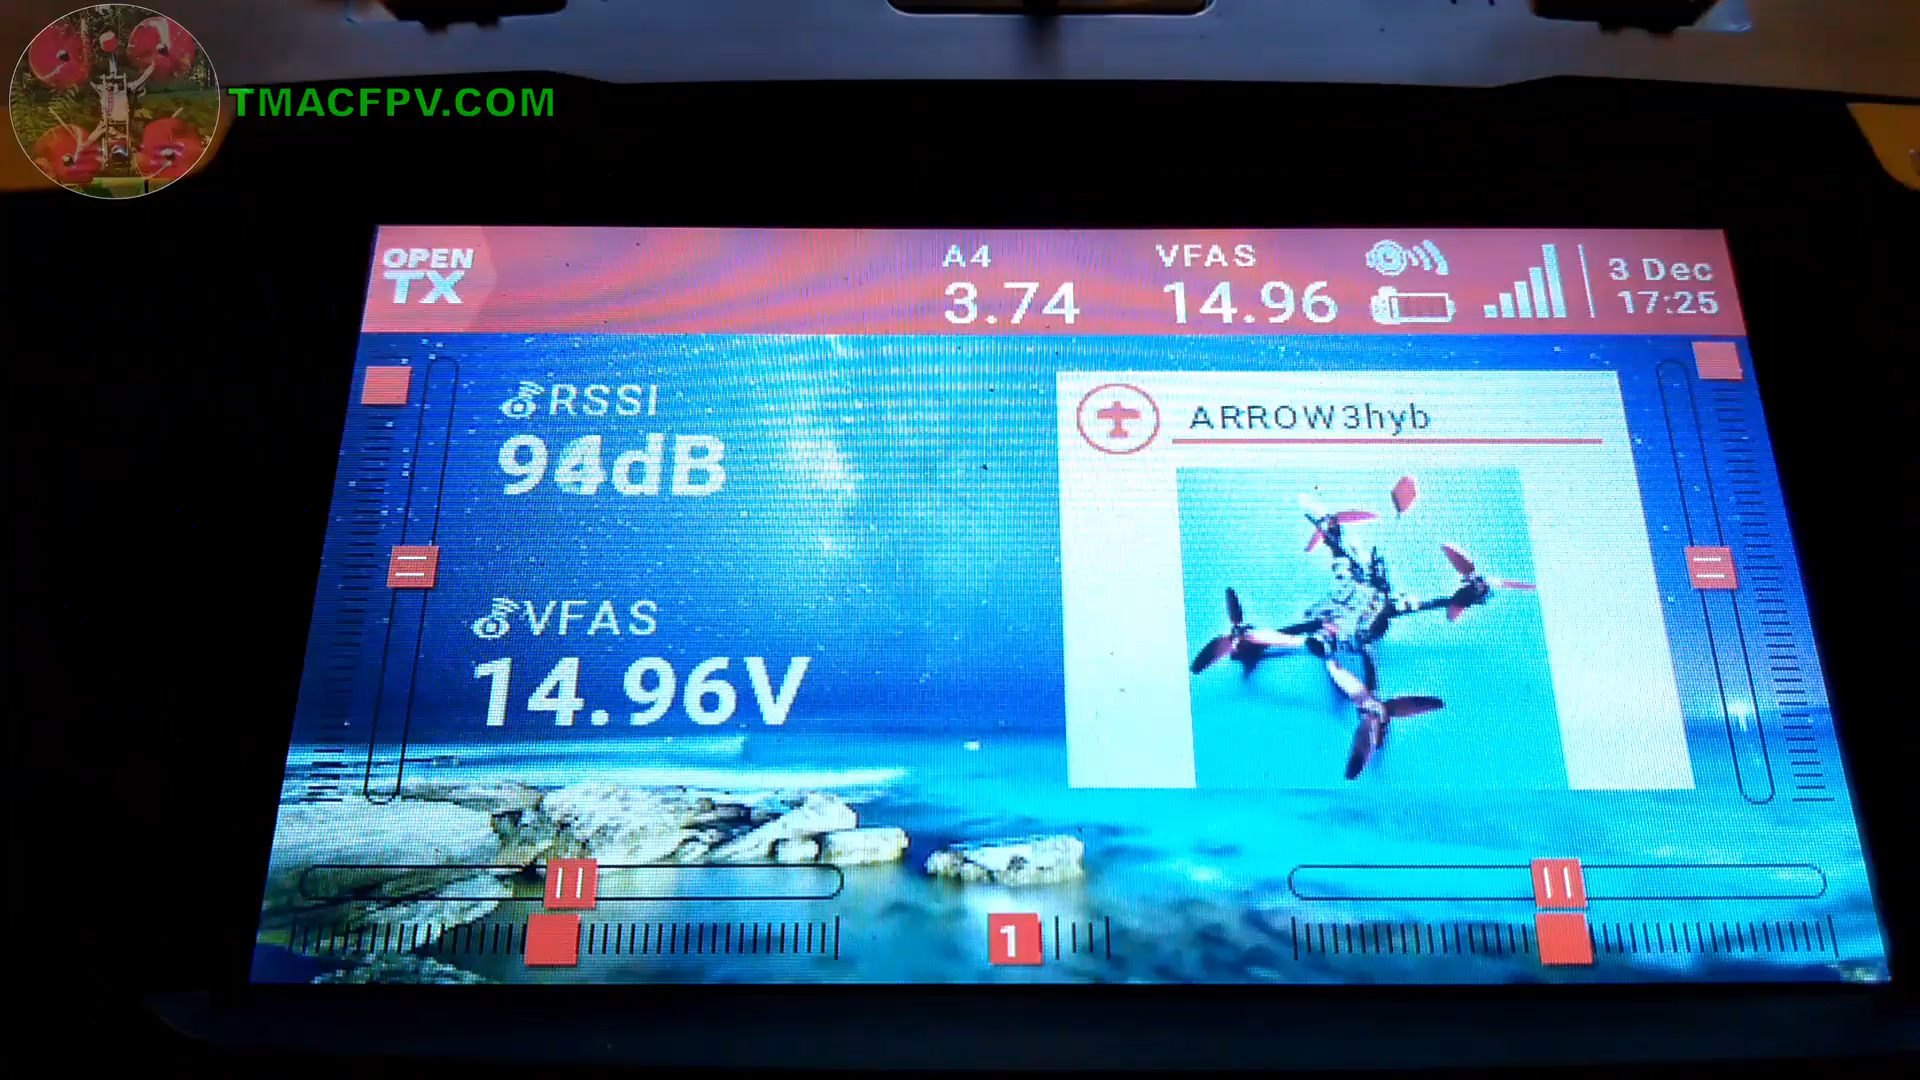 TMACFPV.COM
OPEN
TX
A4
3.74
VFAS
14.96
3 Dec
17:25
RSSI
94dB
ARROW3hyb
VFAS
14.96V
1